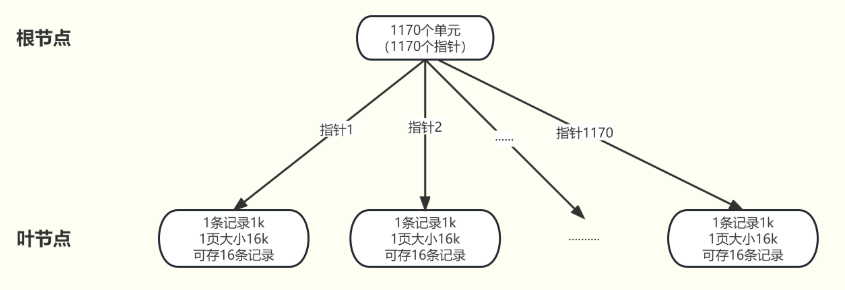 根节点
1170个单元
（1170个指针）
指针1
指针2
......
指针1170
叶节点
1条记录1k
1页大小16k
可存16条记录
1条记录1k
1页大小16k
可存16条记录
..........
1条记录1k
1页大小16k
可存16条记录